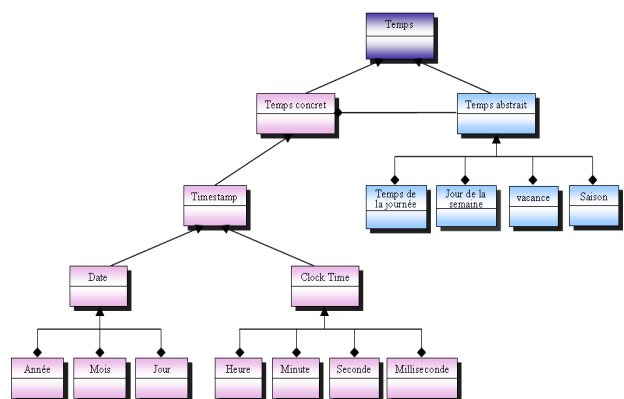 Temps
Temps concret
Temps abstrait
Timestamp
Temps de
la journée
Jour de la
semaine
vacance
Saison
Date
Clock Time
Année
Mois
Jour
Heure
Minute
Seconde
Milliseconde